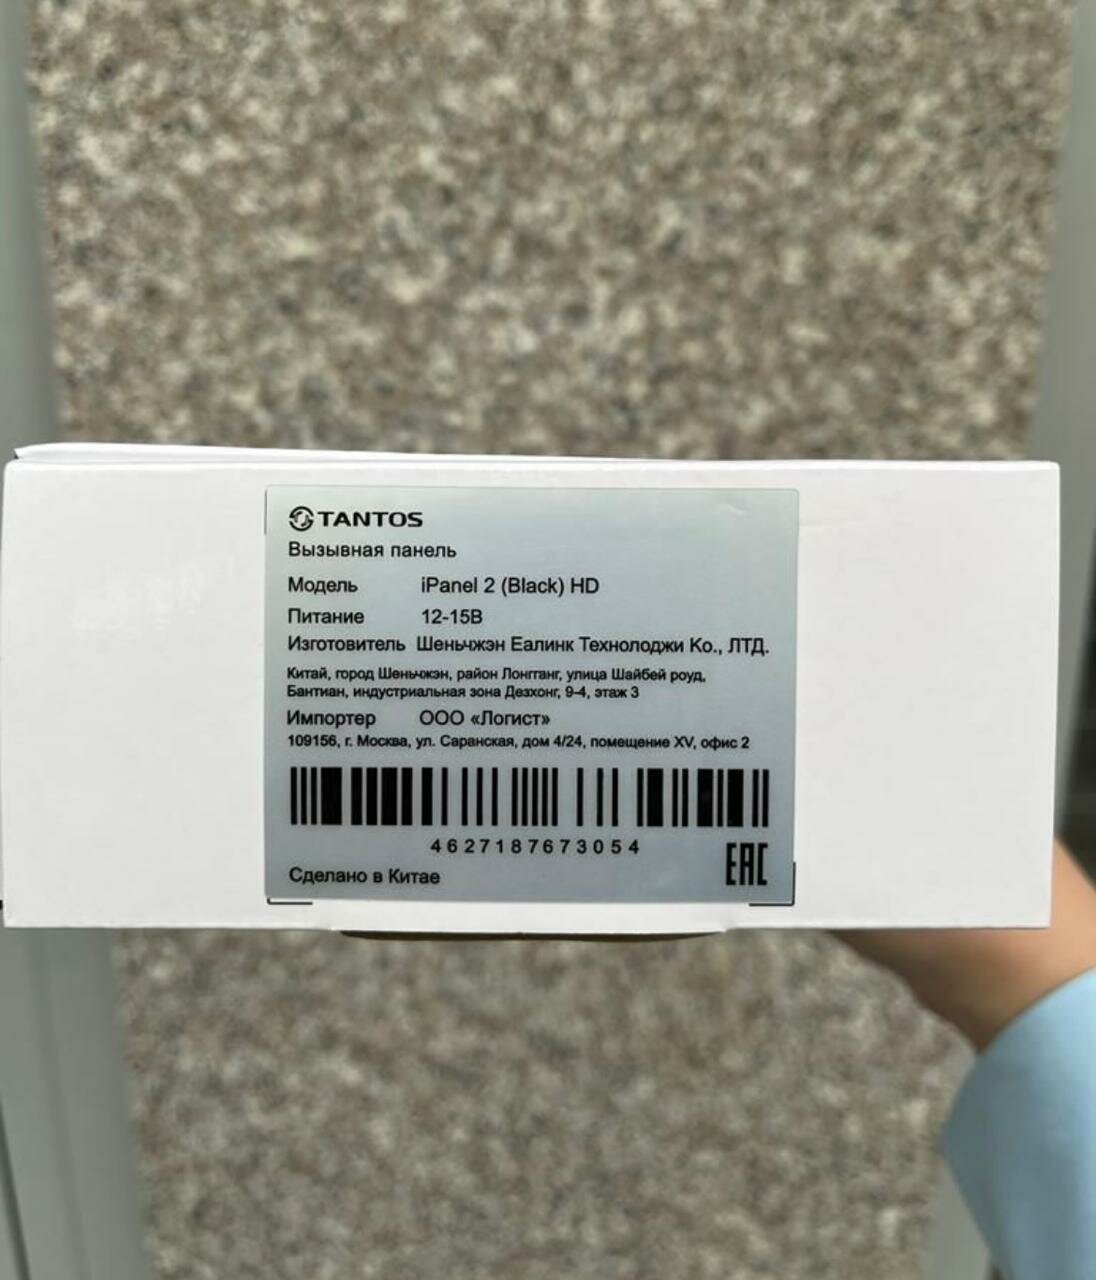 TANTOS
Вызывная панель
Модель iPanel 2 (Black) HD
Питание 12-15В
Изготовитель Шеньчжэн Еалинк Технолоджи Ко., ЛТД.
Китай, город Шеньчжэн, район Лонгганг, улица Шайбей роуд,
Бантиан, индустриальная зона Дезхонг, 9-4, этаж 3
Импортер ООО «Логист»
109156, г. Москва, ул. Саранская, дом 4/24, помещение XV, офис 2
4627187673054
EAC
Сделано в Китае